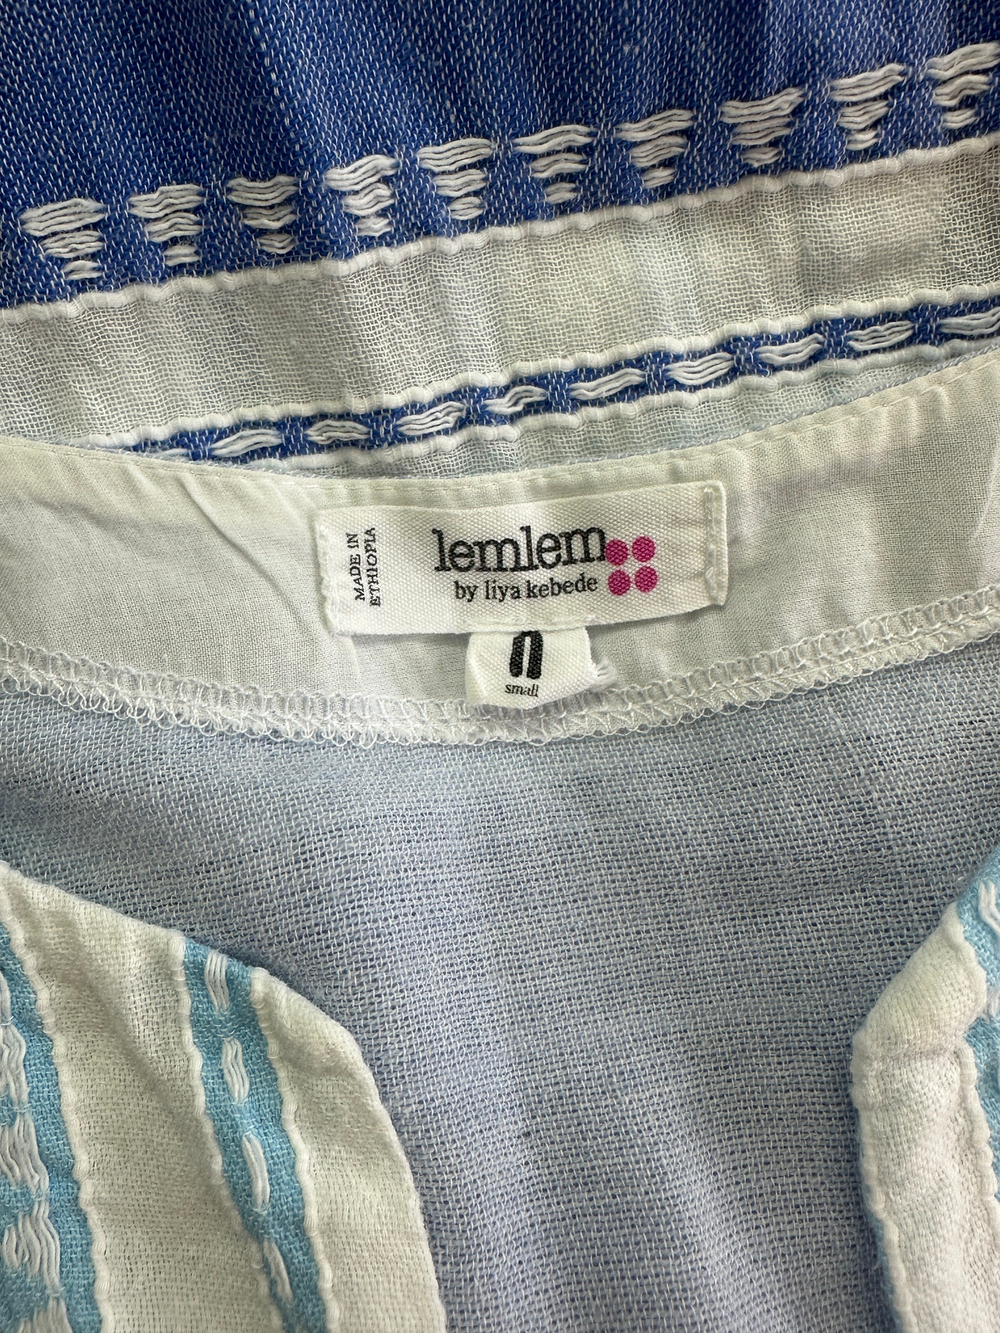 MADE IN
ETHIOPIA
lemlem
by liya kebede
small